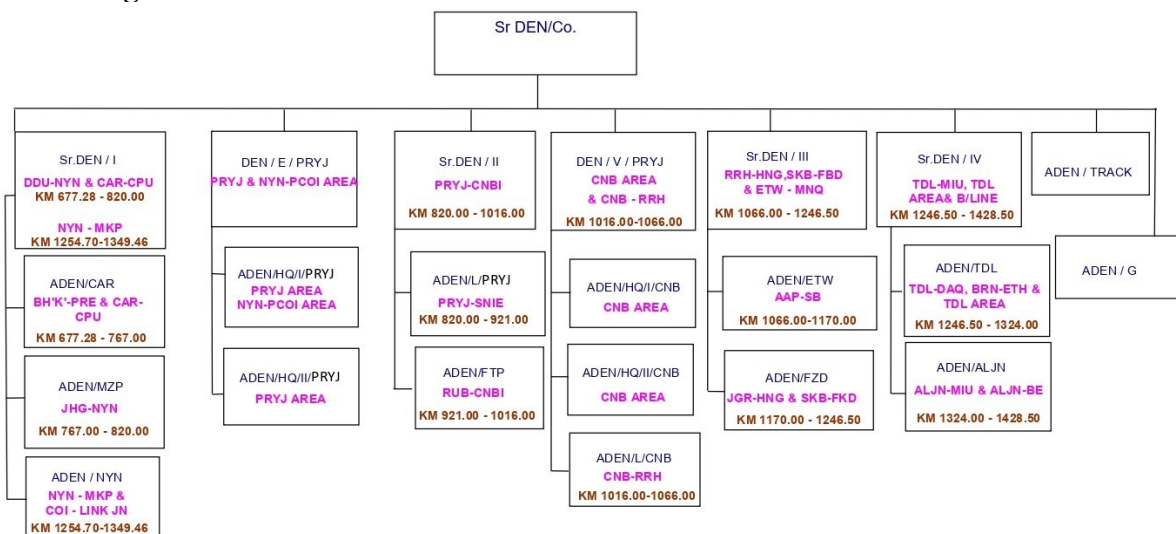 Sr DEN/Co.
Sr.DEN / I
DDU-NYN & CAR-CPU
KM 677.28 - 820.00
NYN - MKP
KM 1254.70-1349.46
DEN / E / PRYJ
PRYJ & NYN-PCOI AREA
Sr.DEN / II
PRYJ-CNBI
KM 820.00 - 1016.00
DEN / V / PRYJ
CNB AREA
& CNB - RRH
KM 1016.00-1066.00
Sr.DEN / III
RRH-HNG,SKB-FBD
& ETW - MNQ
KM 1066.00 - 1246.50
Sr.DEN / IV
TDL-MIU, TDL
AREA& B/LINE
KM 1246.50 - 1428.50
ADEN / TRACK
ADEN / G
ADEN/CAR
BH'K'-PRE & CAR-
CPU
KM 677.28 - 767.00
ADEN/HQ/I/PRYJ
PRYJ AREA
NYN-PCOI AREA
ADEN/L/PRYJ
PRYJ-SNIE
KM 820.00 - 921.00
ADEN/HQ/I/CNB
CNB AREA
ADEN/ETW
AAP-SB
KM 1066.00-1170.00
ADEN/TDL
TDL-DAQ, BRN-ETH &
TDL AREA
KM 1246.50 - 1324.00
ADEN/MZP
JHG-NYN
KM 767.00 - 820.00
ADEN/HQ/II/PRYJ
PRYJ AREA
ADEN/FTP
RUB-CNBI
KM 921.00 - 1016.00
ADEN/HQ/II/CNB
CNB AREA
ADEN/FZD
JGR-HNG & SKB-FKD
KM 1170.00 - 1246.50
ADEN/ALJN
ALJN-MIU & ALJN-BE
KM 1324.00 - 1428.50
ADEN / NYN
NYN - MKP &
COI - LINK JN
KM 1254.70-1349.46
ADEN/L/CNB
CNB-RRH
KM 1016.00-1066.00